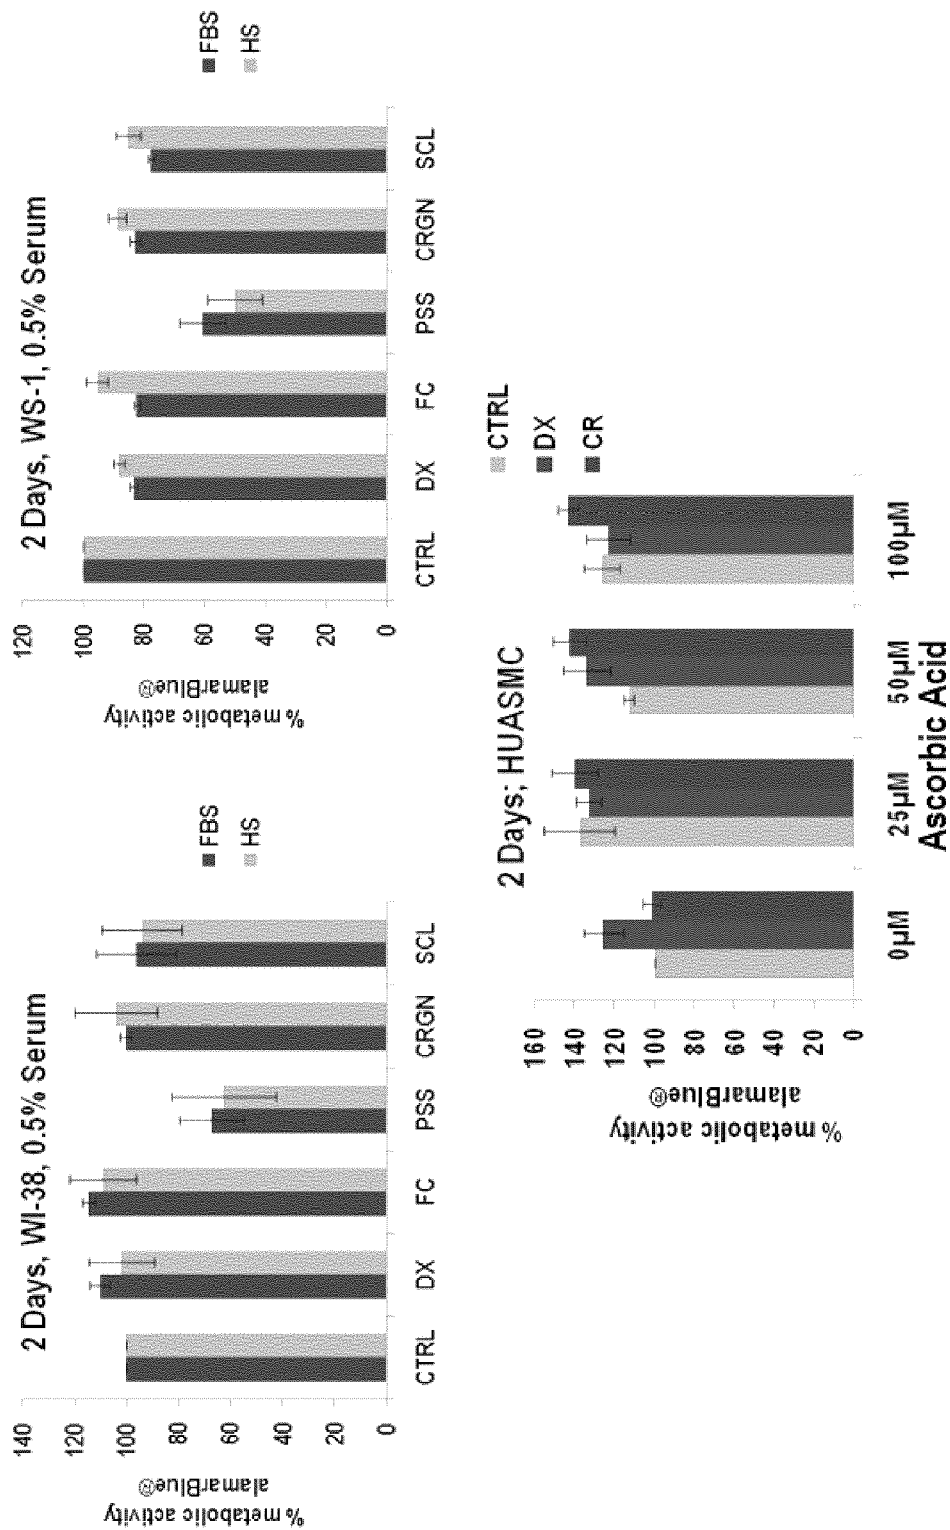 2 Days, WI-38, 0.5% Serum
% metabolic activity
alamarBlue®
140
120
100
80
60
40
20
0
CTRL
DX
FC
PSS
CRGN
SCL
FBS
HS
2 Days, WS-1, 0.5% Serum
% metabolic activity
alamarBlue®
120
100
80
60
40
20
0
CTRL
DX
FC
PSS
CRGN
SCL
FBS
HS
2 Days; HUASMC
% metabolic activity
alamarBlue®
160
140
120
100
80
60
40
20
0
0µM
25µM
50µM
100µM
Ascorbic Acid
CTRL
DX
CR